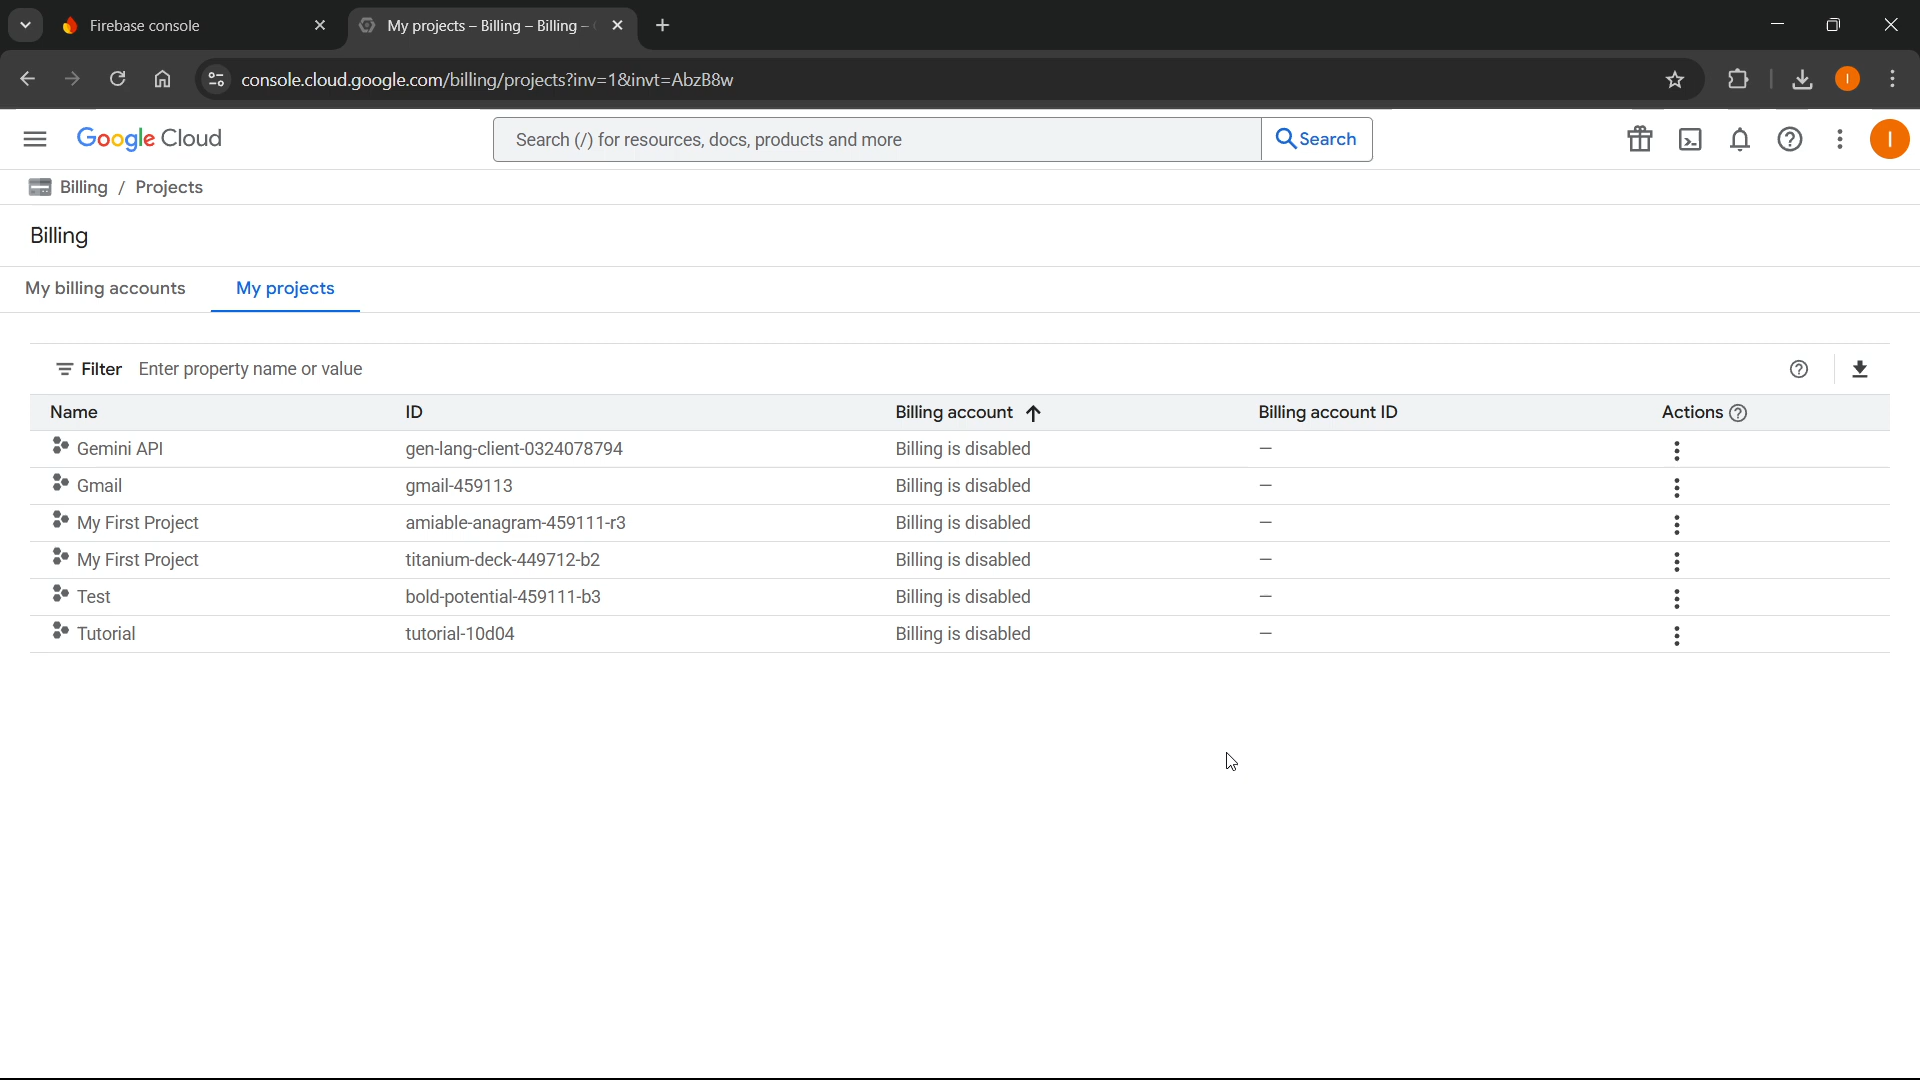 Firebase console
My projects – Billing – Billing –
console.cloud.google.com/billing/projects?inv=1&invt=AbzB8w
I
Google Cloud
Search (/) for resources, docs, products and more
Search
I
Billing / Projects
Billing
My billing accounts
My projects
Filter Enter property name or value
Name ID Billing account Billing account ID Actions
Gemini API gen-lang-client-0324078794 Billing is disabled –
Gmail gmail-459113 Billing is disabled –
My First Project amiable-anagram-459111-r3 Billing is disabled –
My First Project titanium-deck-449712-b2 Billing is disabled –
Test bold-potential-459111-b3 Billing is disabled –
Tutorial tutorial-10d04 Billing is disabled –